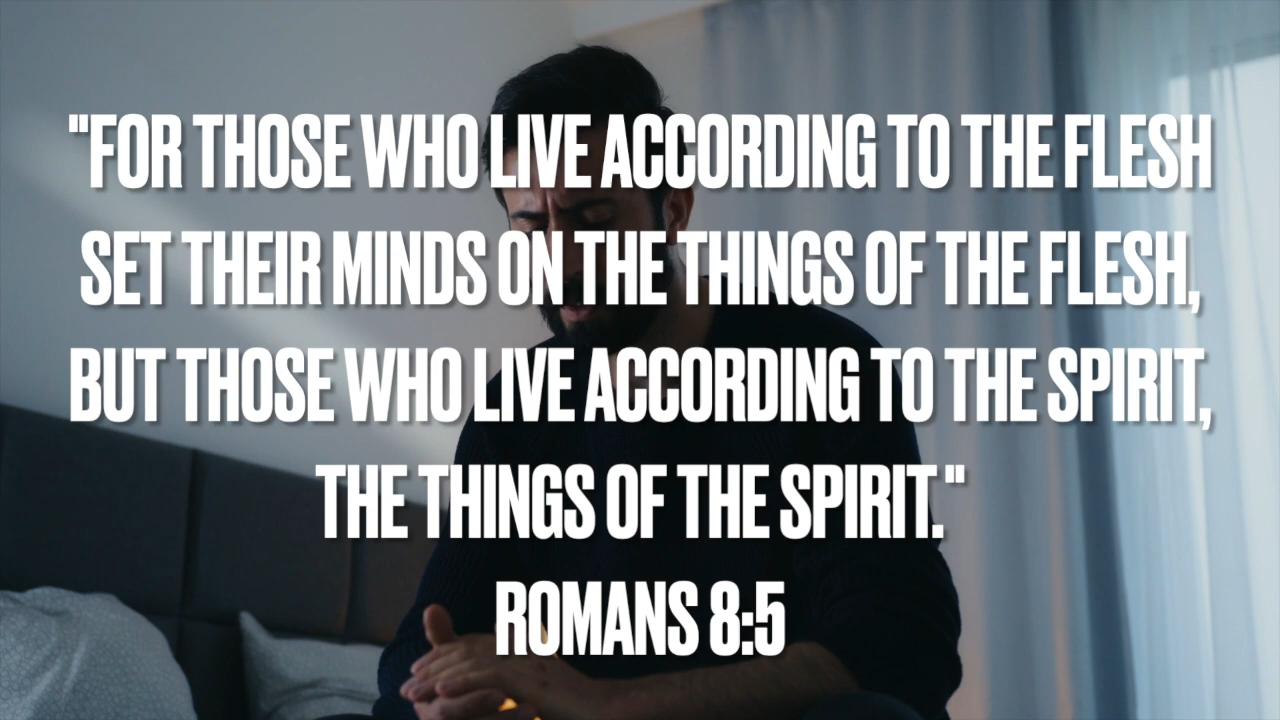 "FOR THOSE WHO LIVE ACCORDING TO THE FLESH
SET THEIR MINDS ON THE THINGS OF THE FLESH,
BUT THOSE WHO LIVE ACCORDING TO THE SPIRIT,
THE THINGS OF THE SPIRIT."
ROMANS 8:5